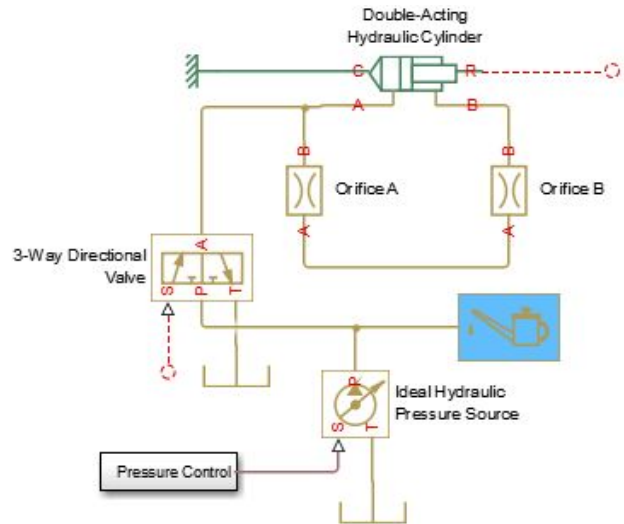 Double-Acting
Hydraulic Cylinder
C
R
A
B
B
B
Orifice A
Orifice B
A
A
3-Way Directional
Valve
A
S
P
T
P
S
T
Ideal Hydraulic
Pressure Source
Pressure Control